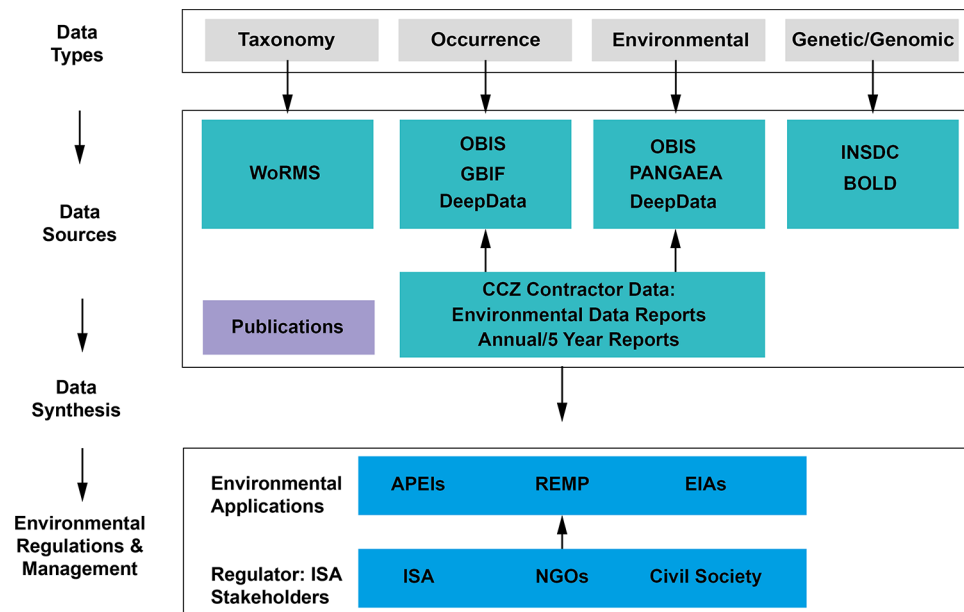 Data
Types
Taxonomy
Occurrence
Environmental
Genetic/Genomic
Data
Sources
WoRMS
OBIS
GBIF
DeepData
OBIS
PANGAEA
DeepData
INSDC
BOLD
Publications
CCZ Contractor Data:
Environmental Data Reports
Annual/5 Year Reports
Data
Synthesis
Environmental
Regulations &
Management
Environmental
Applications
APEIs
REMP
EIAs
Regulator: ISA
Stakeholders
ISA
NGOs
Civil Society